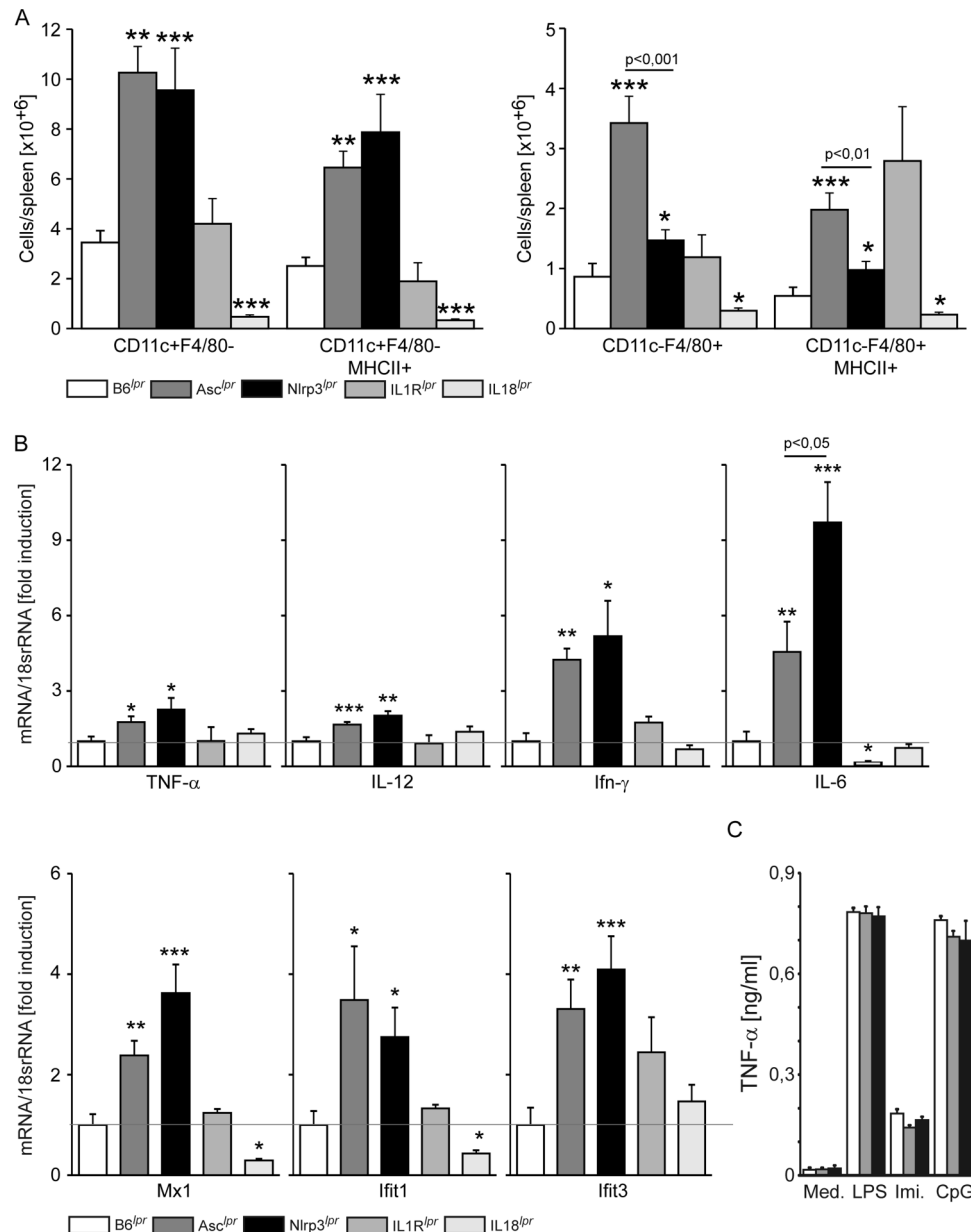 A
Cells/spleen [x10+6]
12
10
8
6
4
2
0
** *** *** ** *** ***
CD11c+F4/80-
CD11c+F4/80-
MHCII+
Cells/spleen [x10+6]
5
4
3
2
1
0
p<0,001
*** * *
p<0,01
*** * *
CD11c-F4/80+
CD11c-F4/80+
MHCII+
B6lpr Asclpr Nlrp3lpr IL1Rlpr IL18lpr
B
mRNA/18srRNA [fold induction]
12
9
6
3
0
* *
*** **
** *
p<0,05
** *** *
TNF-α IL-12 Ifn-γ IL-6
mRNA/18srRNA [fold induction]
6
4
2
0
** *** *
* * *
** ***
Mx1 Ifit1 Ifit3
C
TNF-α [ng/ml]
0,9
0,6
0,3
0
Med. LPS Imi. CpG
B6lpr Asclpr Nlrp3lpr IL1Rlpr IL18lpr